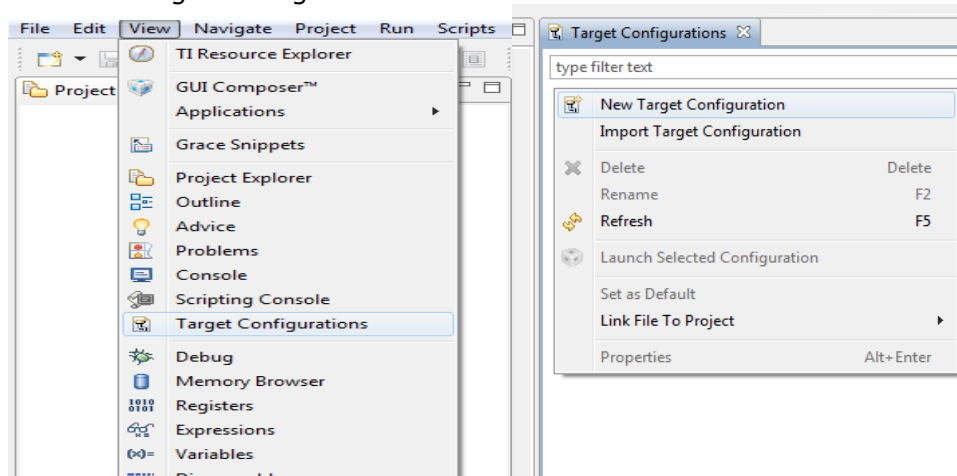 File Edit View Navigate Project Run Scripts
Project
TI Resource Explorer
GUI Composer™
Applications
Grace Snippets
Project Explorer
Outline
Advice
Problems
Console
Scripting Console
Target Configurations
Debug
Memory Browser
Registers
Expressions
Variables
Target Configurations
type filter text
New Target Configuration
Import Target Configuration
Delete Delete
Rename F2
Refresh F5
Launch Selected Configuration
Set as Default
Link File To Project
Properties Alt+Enter